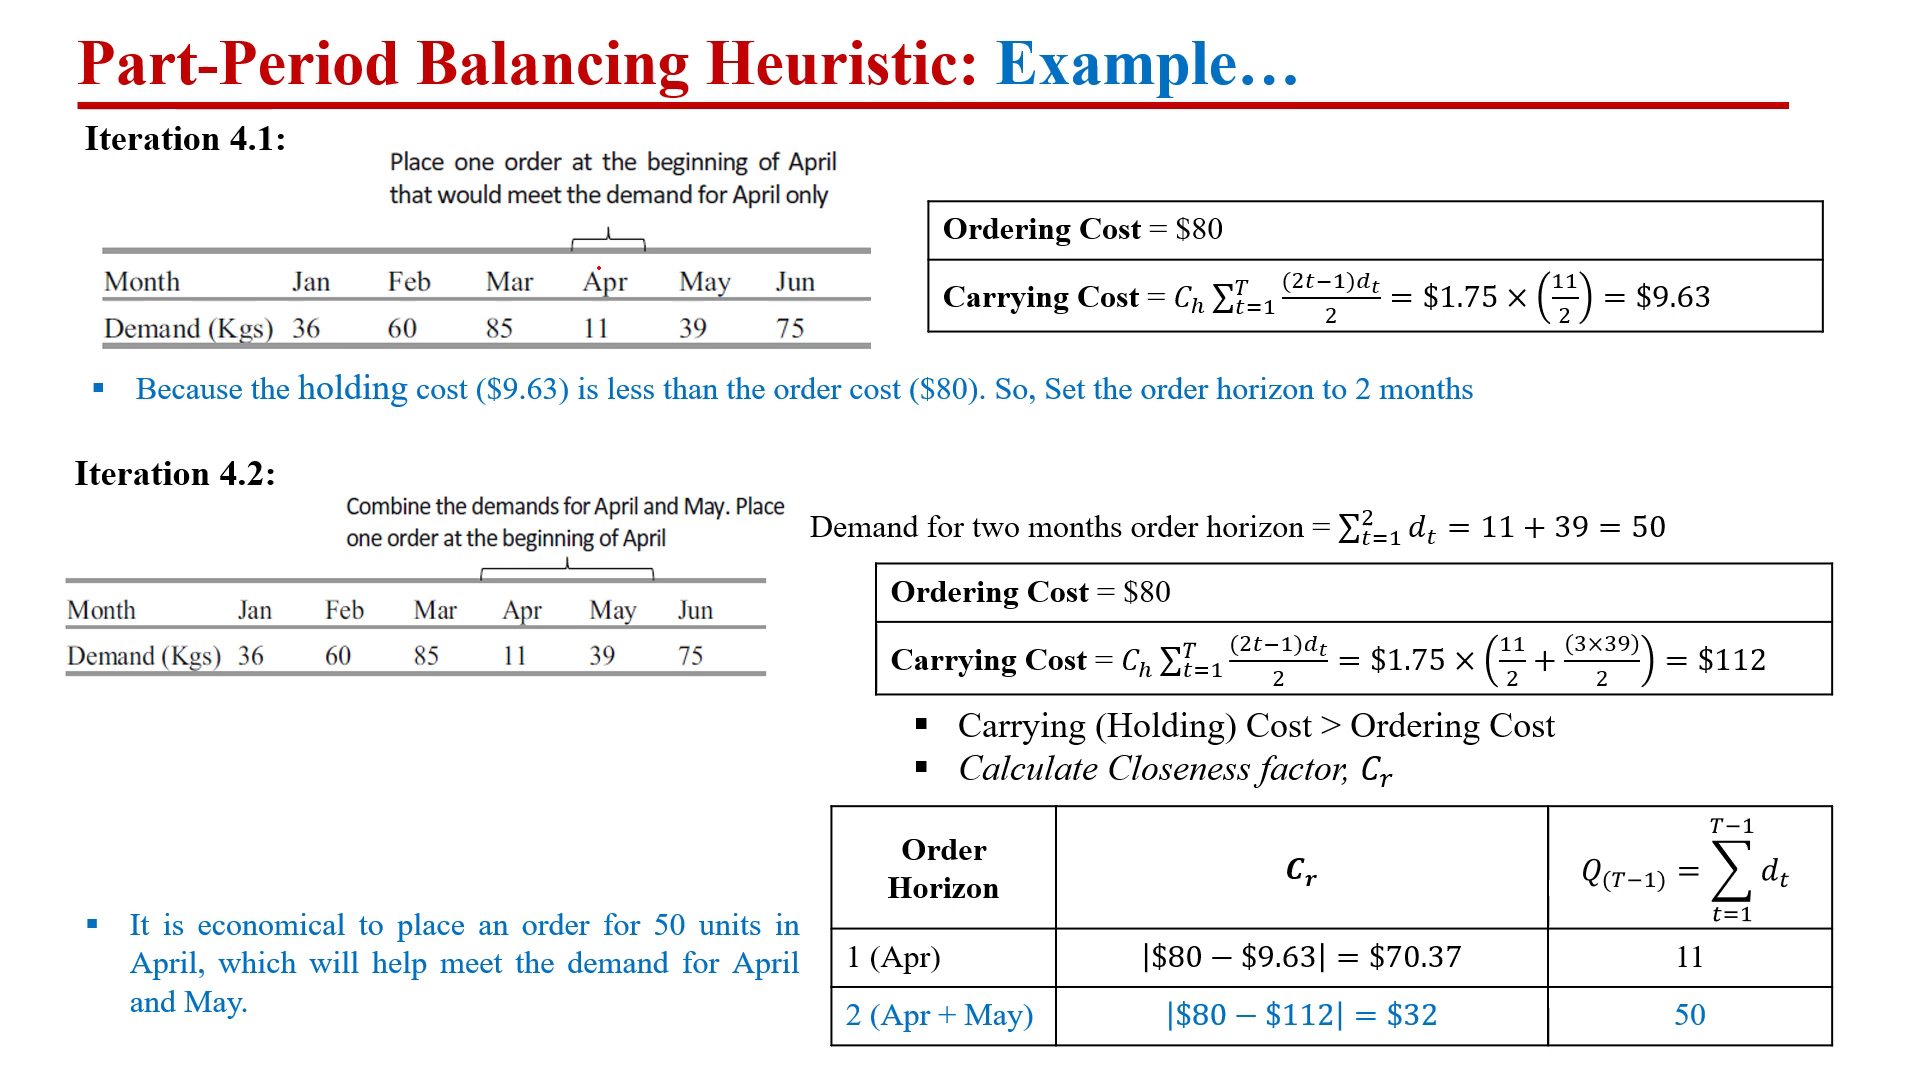 Part-Period Balancing Heuristic: Example…
Iteration 4.1:
Place one order at the beginning of April
that would meet the demand for April only
Month Jan Feb Mar Apr May Jun
Demand (Kgs) 36 60 85 11 39 75
Ordering Cost = $80
Carrying Cost = C_h ∑_{t=1}^{T} (2t−1)d_t / 2 = $1.75 × (11/2) = $9.63
▪ Because the holding cost ($9.63) is less than the order cost ($80). So, Set the order horizon to 2 months
Iteration 4.2:
Combine the demands for April and May. Place
one order at the beginning of April
Month Jan Feb Mar Apr May Jun
Demand (Kgs) 36 60 85 11 39 75
Demand for two months order horizon = ∑_{t=1}^{2} d_t = 11 + 39 = 50
Ordering Cost = $80
Carrying Cost = C_h ∑_{t=1}^{T} (2t−1)d_t / 2 = $1.75 × (11/2 + (3×39)/2) = $112
▪ Carrying (Holding) Cost > Ordering Cost
▪ Calculate Closeness factor, C_r
Order
Horizon
C_r
Q_{(T−1)} = ∑_{t=1}^{T−1} d_t
1 (Apr) |$80 − $9.63| = $70.37 11
2 (Apr + May) |$80 − $112| = $32 50
▪ It is economical to place an order for 50 units in
April, which will help meet the demand for April
and May.